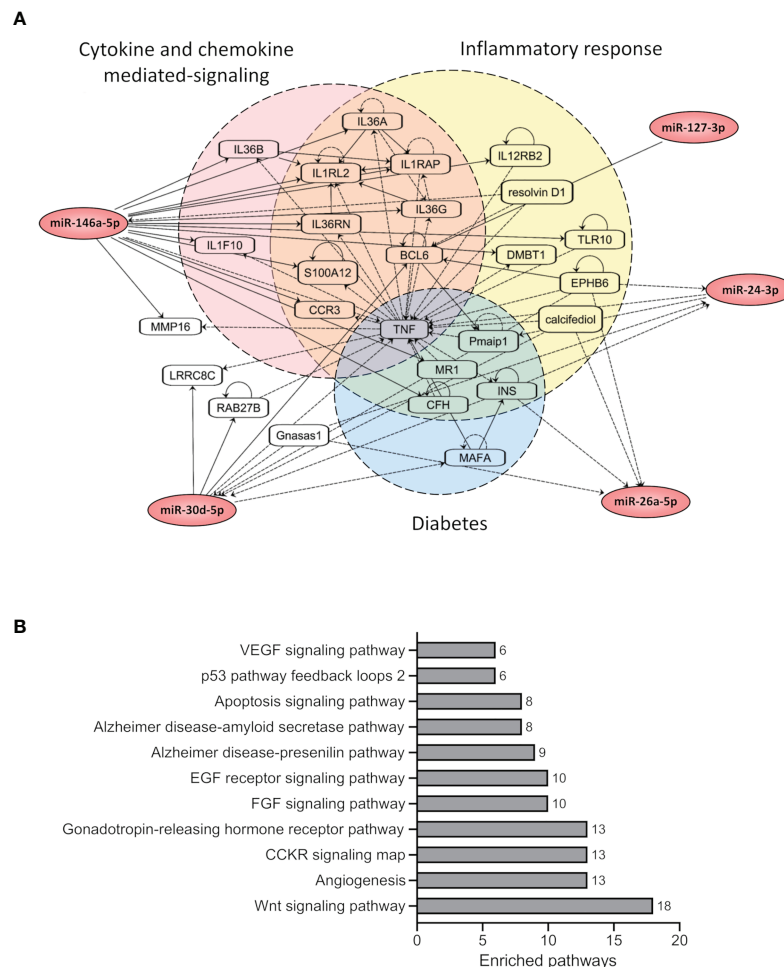 A
Cytokine and chemokine
mediated-signaling
Inflammatory response
miR-127-3p
IL36A
IL36B
IL12RB2
IL1RAP
IL1RL2
resolvin D1
IL36G
miR-146a-5p
IL36RN
IL1F10
TLR10
BCL6
DMBT1
S100A12
EPHB6
miR-24-3p
CCR3
calcifediol
MMP16
TNF
Pmaip1
MR1
LRRC8C
INS
RAB27B
CFH
Gnasas1
MAFA
miR-26a-5p
miR-30d-5p
Diabetes
B
VEGF signaling pathway 6
p53 pathway feedback loops 2 6
Apoptosis signaling pathway 8
Alzheimer disease-amyloid secretase pathway 8
Alzheimer disease-presenilin pathway 9
EGF receptor signaling pathway 10
FGF signaling pathway 10
Gonadotropin-releasing hormone receptor pathway 13
CCKR signaling map 13
Angiogenesis 13
Wnt signaling pathway 18
0 5 10 15 20
Enriched pathways